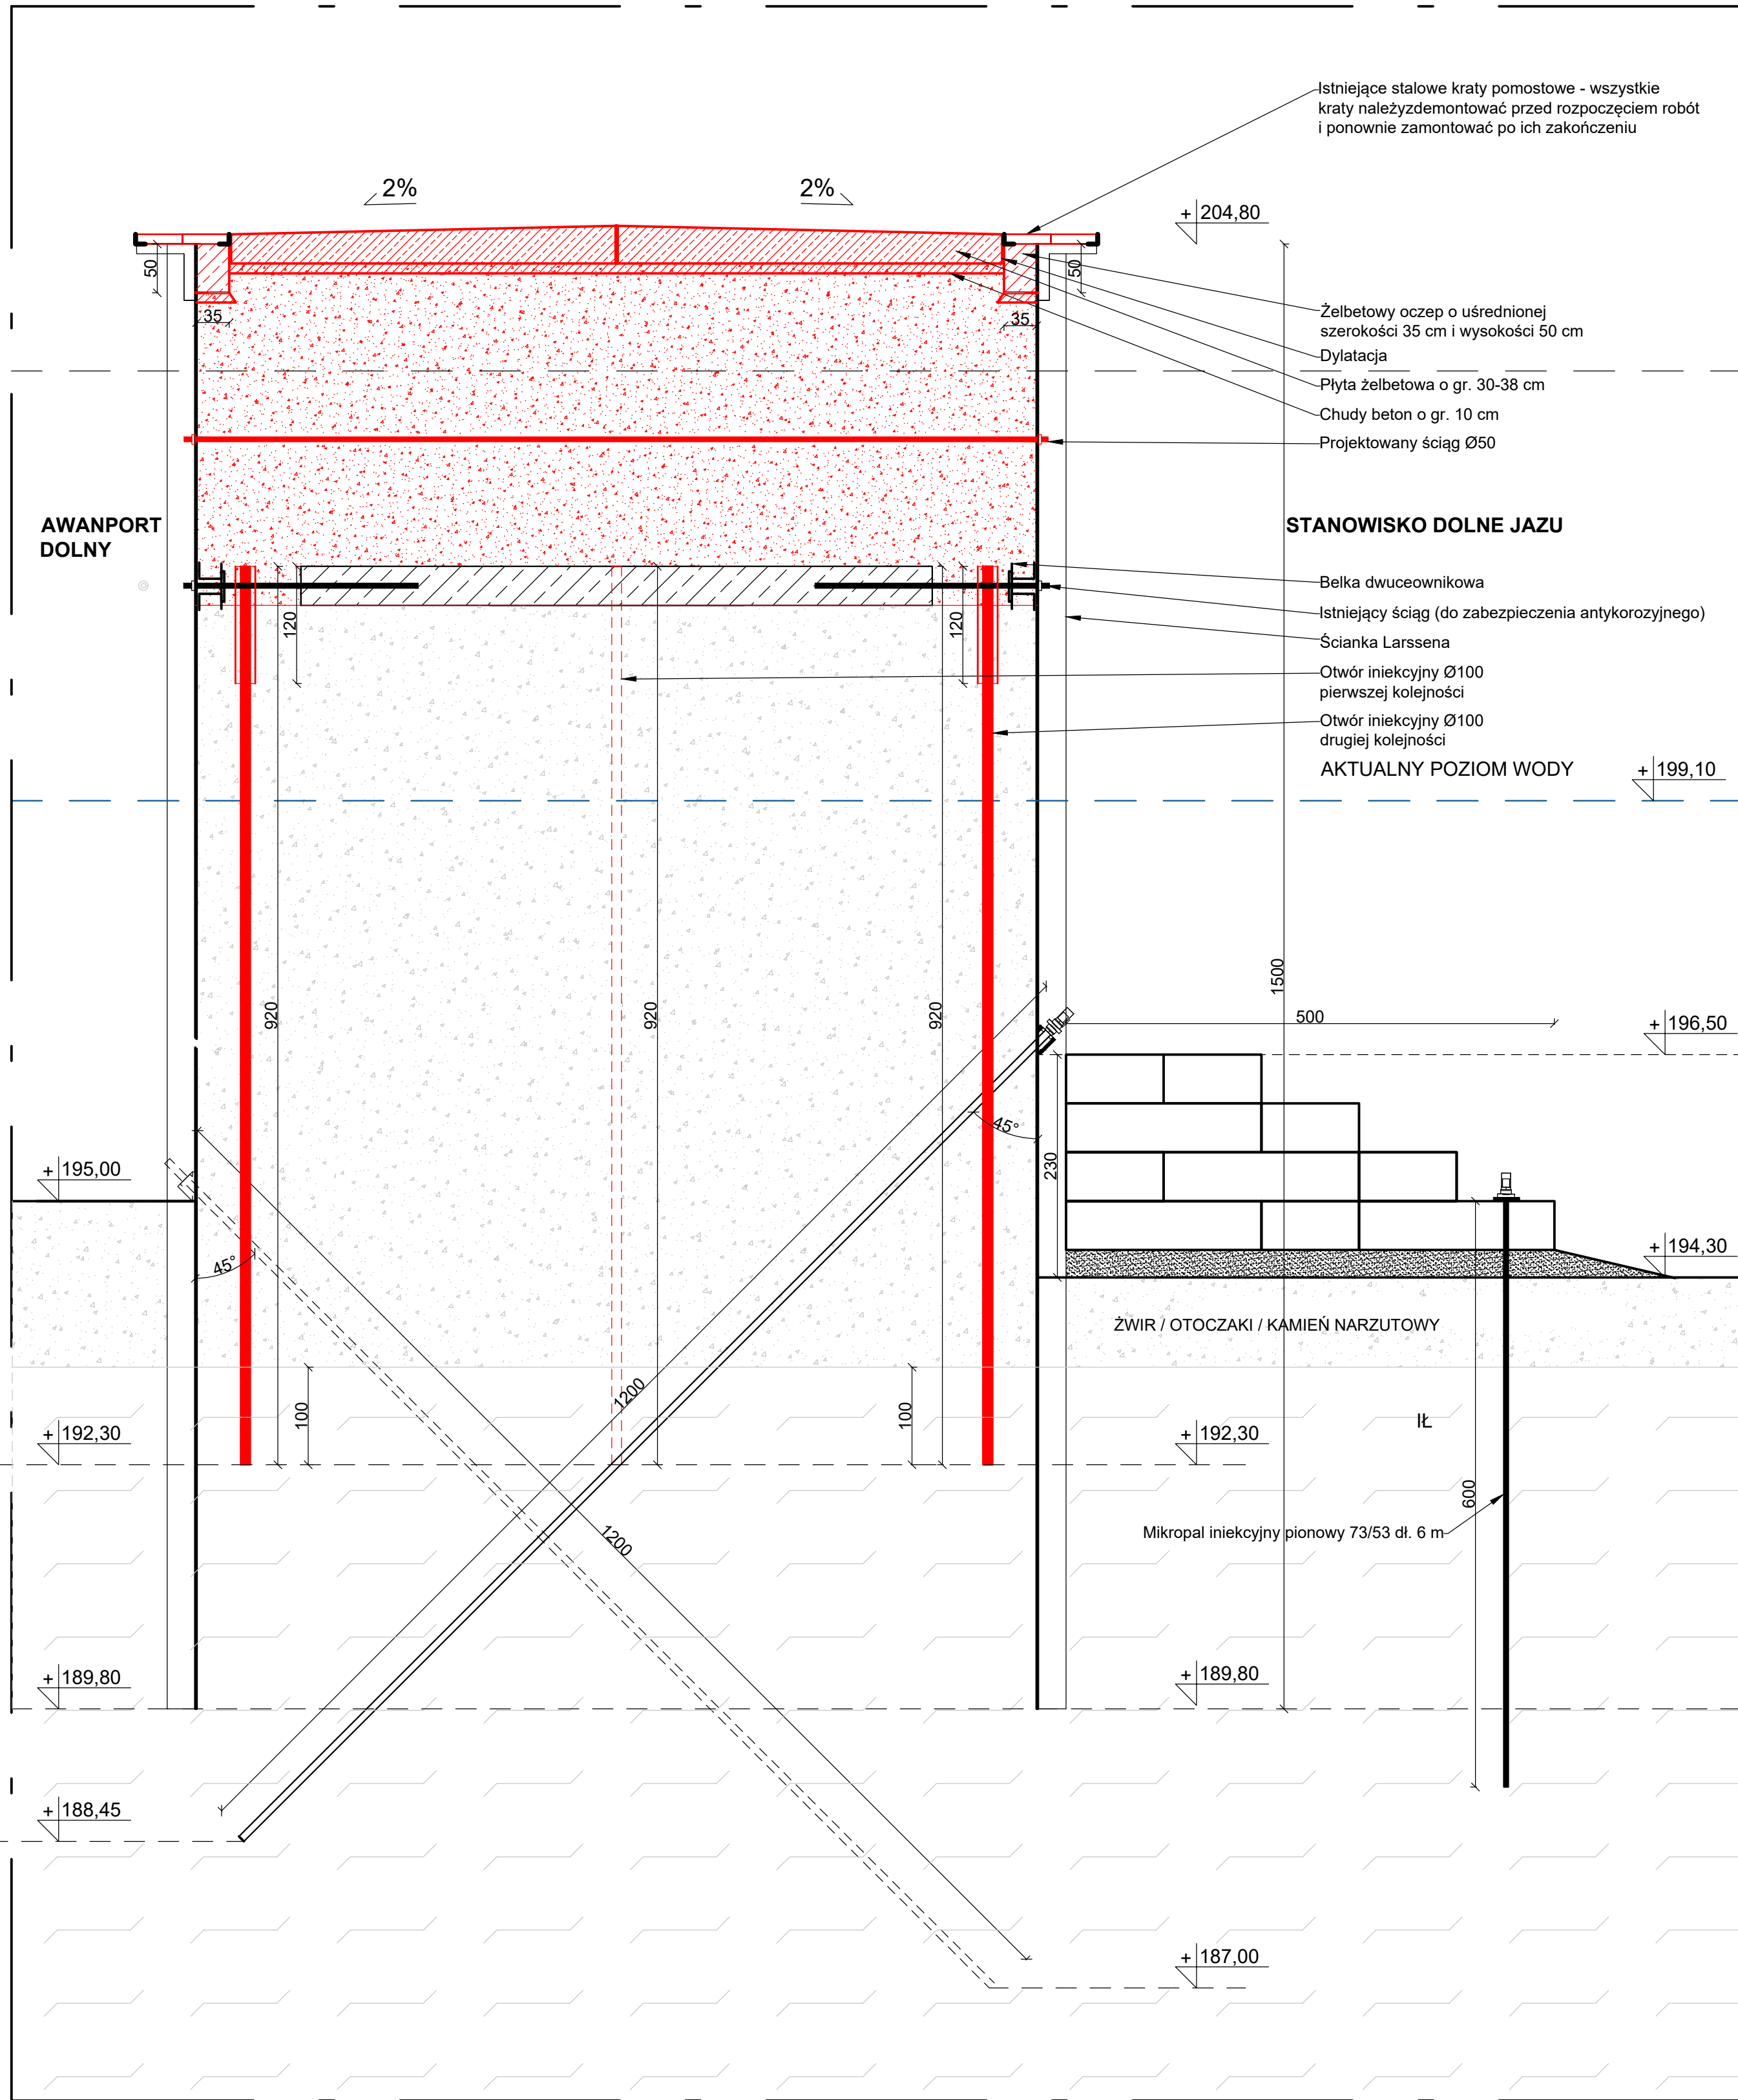 Istniejące stalowe kraty pomostowe - wszystkie
kraty należyzdemontować przed rozpoczęciem robót
i ponownie zamontować po ich zakończeniu
2%
2%
+ 204,80
50
50
35
35
Żelbetowy oczep o uśrednionej
szerokości 35 cm i wysokości 50 cm
Dylatacja
Płyta żelbetowa o gr. 30-38 cm
Chudy beton o gr. 10 cm
Projektowany ściąg Ø50
AWANPORT
DOLNY
STANOWISKO DOLNE JAZU
Belka dwuceownikowa
Istniejący ściąg (do zabezpieczenia antykorozyjnego)
Ścianka Larssena
120
120
Otwór iniekcyjny Ø100
pierwszej kolejności
Otwór iniekcyjny Ø100
drugiej kolejności
AKTUALNY POZIOM WODY
+ 199,10
920
920
920
1500
500
+ 196,50
45°
230
+ 195,00
45°
+ 194,30
ŻWIR / OTOCZAKI / KAMIEŃ NARZUTOWY
1200
100
100
IŁ
+ 192,30
+ 192,30
600
1200
Mikropal iniekcyjny pionowy 73/53 dł. 6 m
+ 189,80
+ 189,80
+ 188,45
+ 187,00